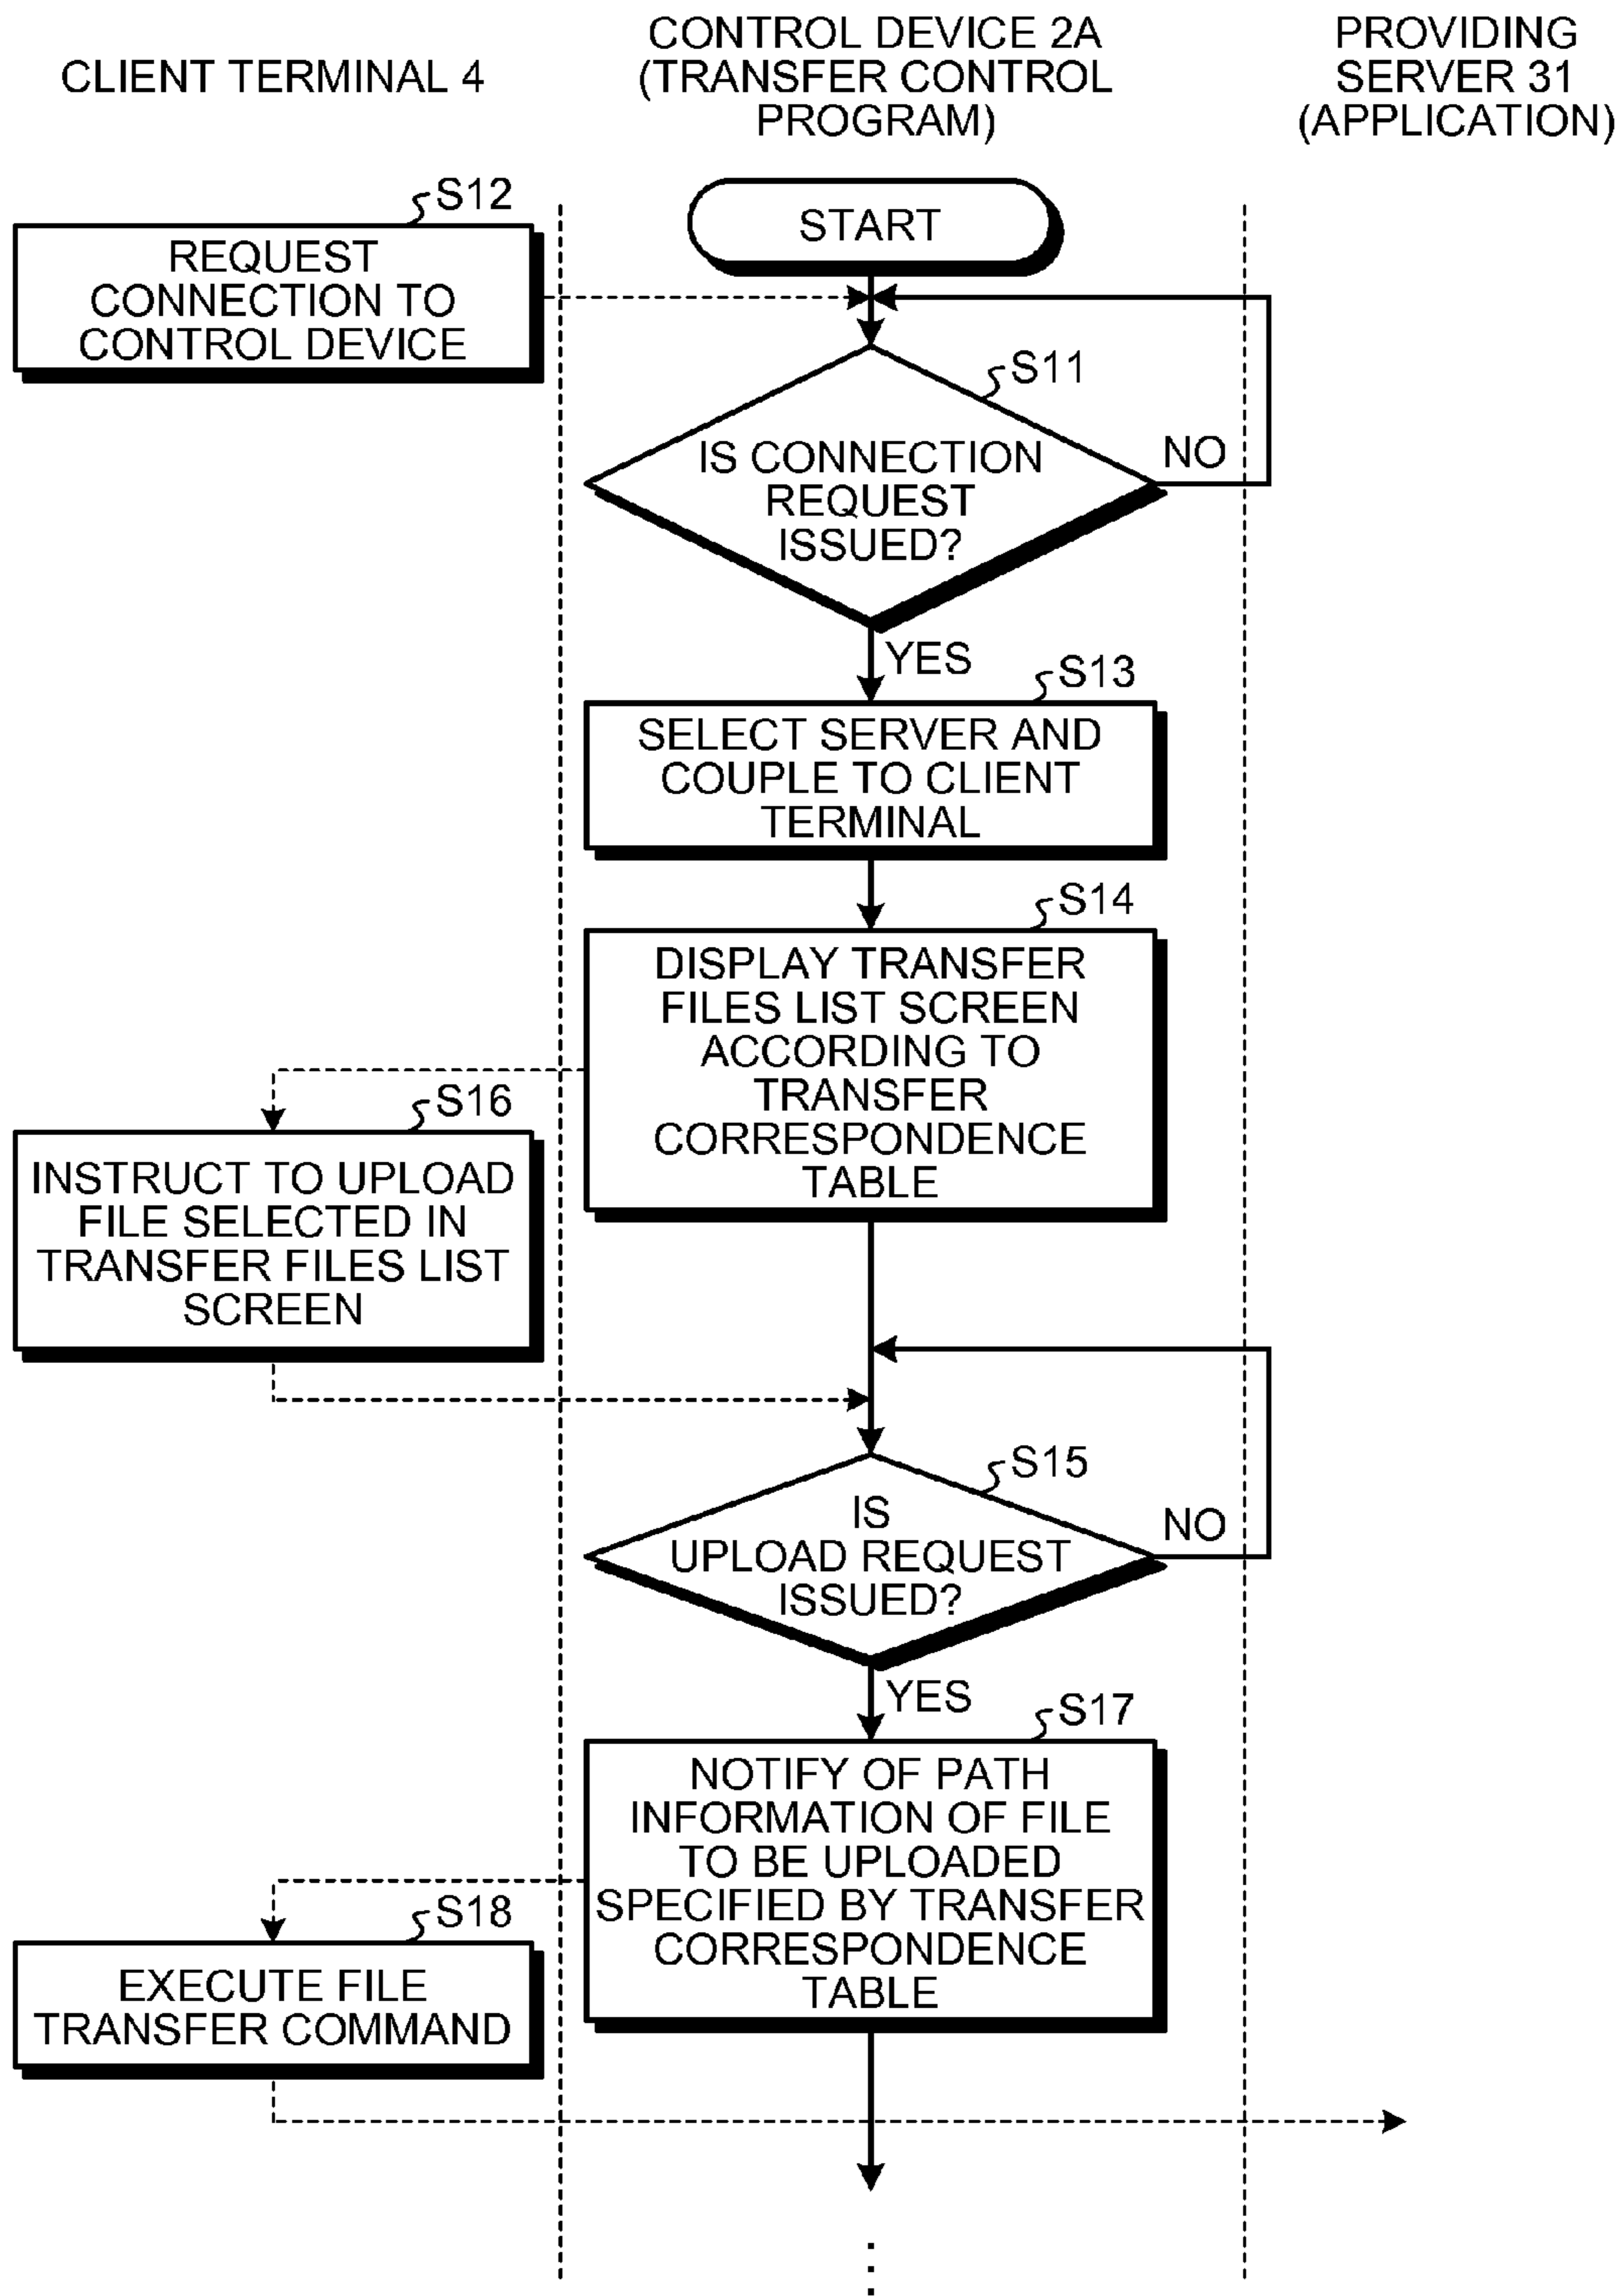 CLIENT TERMINAL 4
CONTROL DEVICE 2A
(TRANSFER CONTROL
PROGRAM)
PROVIDING
SERVER 31
(APPLICATION)
S12
REQUEST
CONNECTION TO
CONTROL DEVICE
START
S11
IS CONNECTION
REQUEST
ISSUED?
NO
YES
S13
SELECT SERVER AND
COUPLE TO CLIENT
TERMINAL
S14
DISPLAY TRANSFER
FILES LIST SCREEN
ACCORDING TO
TRANSFER
CORRESPONDENCE
TABLE
S16
INSTRUCT TO UPLOAD
FILE SELECTED IN
TRANSFER FILES LIST
SCREEN
S15
IS
UPLOAD REQUEST
ISSUED?
NO
YES
S17
NOTIFY OF PATH
INFORMATION OF FILE
TO BE UPLOADED
SPECIFIED BY TRANSFER
CORRESPONDENCE
TABLE
S18
EXECUTE FILE
TRANSFER COMMAND